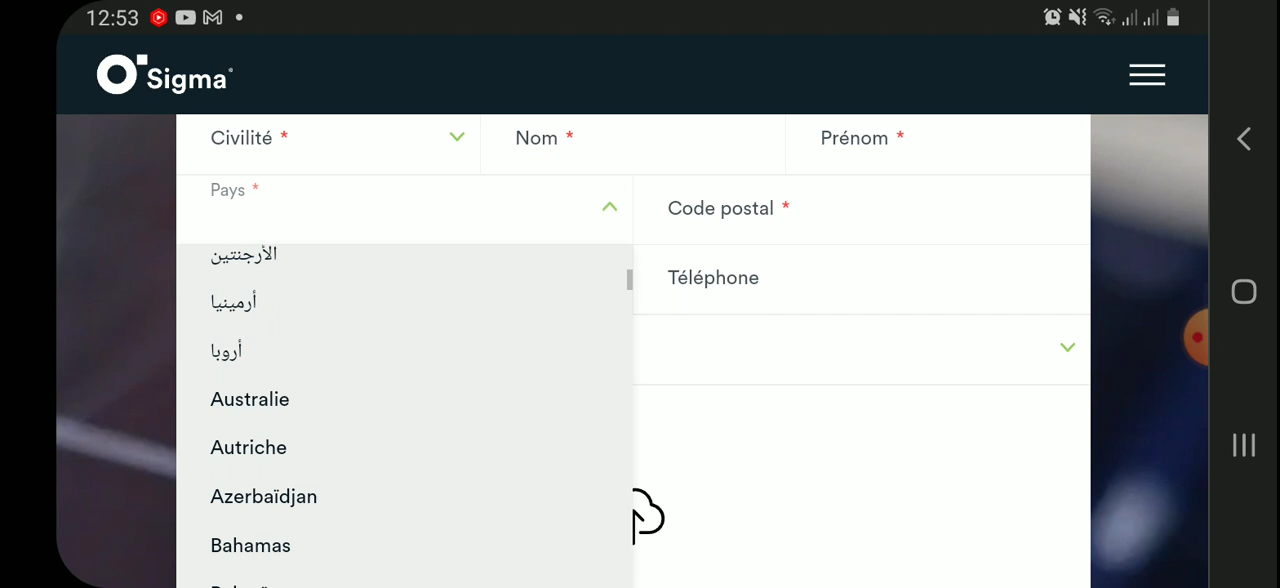 12:53
Sigma
Civilité *
Nom *
Prénom *
Pays *
Code postal *
الأرجنتين
Téléphone
أرمينيا
أروبا
Australie
Autriche
Azerbaïdjan
Bahamas